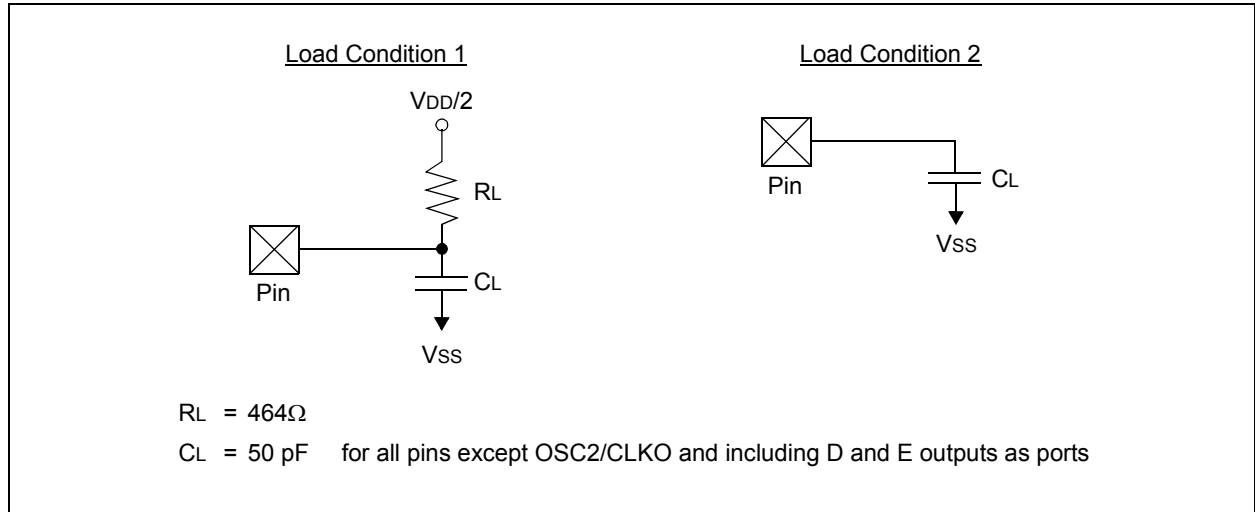 Load Condition 1
VDD/2
RL
Pin
CL
VSS
Load Condition 2
Pin
CL
VSS
RL = 464Ω
CL = 50 pF for all pins except OSC2/CLKO and including D and E outputs as ports